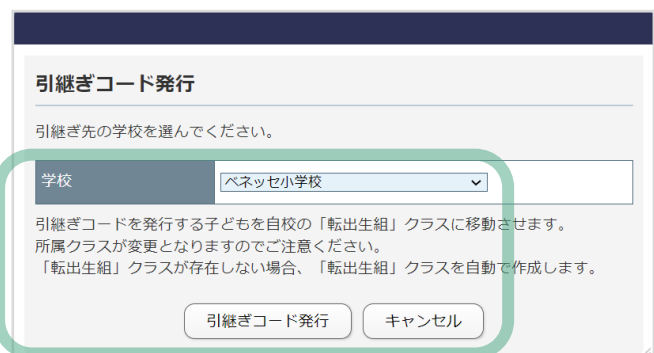 引継ぎコード発行
引継ぎ先の学校を選んでください。
学校
ベネッセ小学校
引継ぎコードを発行する子どもを自校の「転出生組」クラスに移動させます。
所属クラスが変更となりますのでご注意ください。
「転出生組」クラスが存在しない場合、「転出生組」クラスを自動で作成します。
引継ぎコード発行
キャンセル